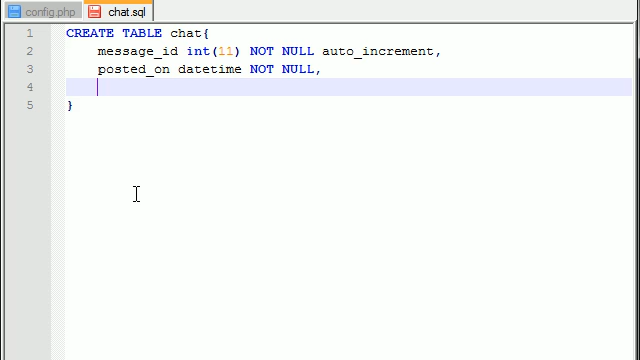 config.php chat.sql
1 CREATE TABLE chat{
2 message_id int(11) NOT NULL auto_increment,
3 posted_on datetime NOT NULL,
4
5 }